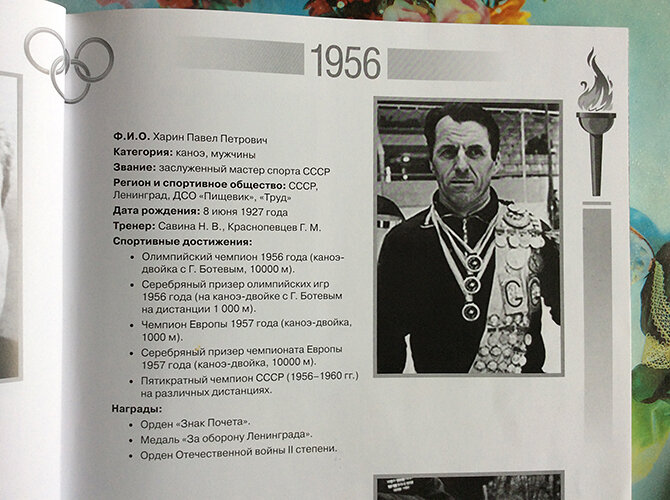 1956
Ф.И.О. Харин Павел Петрович
Категория: каноэ, мужчины
Звание: заслуженный мастер спорта СССР
Регион и спортивное общество: СССР,
Ленинград, ДСО «Пищевик», «Труд»
Дата рождения: 8 июня 1927 года
Тренер: Савина Н. В., Краснопевцев Г. М.
Спортивные достижения:
• Олимпийский чемпион 1956 года (каноэ-
двойка с Г. Ботевым, 10000 м).
• Серебряный призер олимпийских игр
1956 года (на каноэ-двойке с Г. Ботевым
на дистанции 1 000 м).
• Чемпион Европы 1957 года (каноэ-двойка,
1000 м).
• Серебряный призер чемпионата Европы
1957 года (каноэ-двойка, 10000 м).
• Пятикратный чемпион СССР (1956–1960 гг.)
на различных дистанциях.
Награды:
• Орден «Знак Почета».
• Медаль «За оборону Ленинграда».
• Орден Отечественной войны II степени.